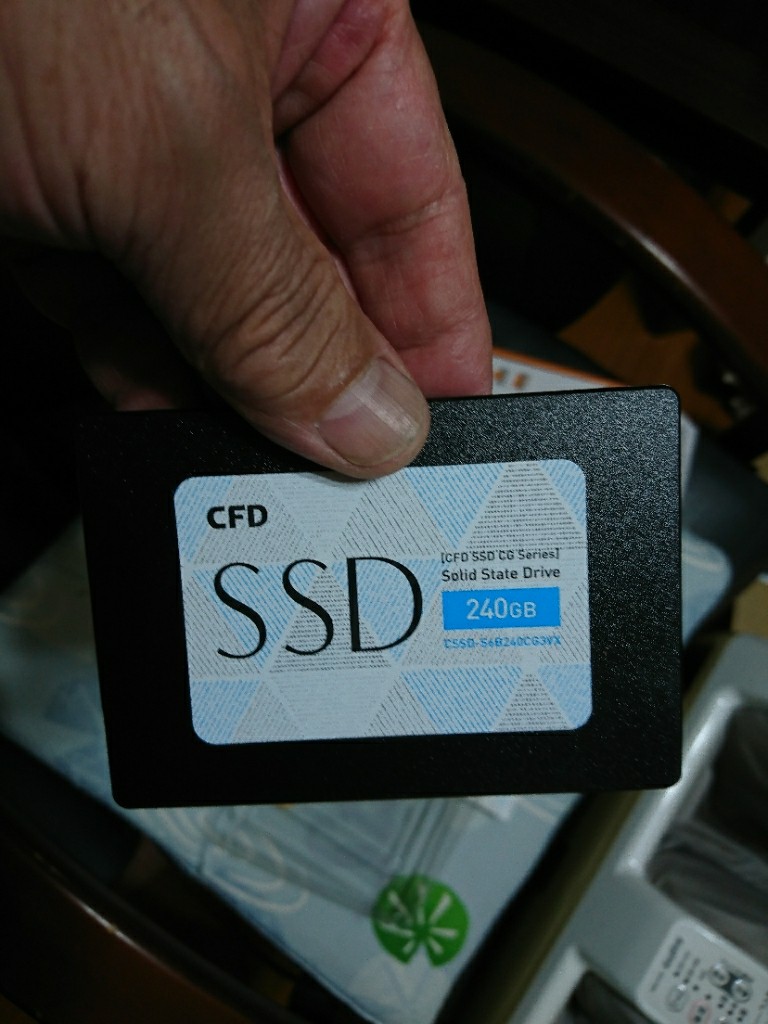 CFD
SSD
[CFD SSD CG Series]
Solid State Drive
240GB
CSSD-S6B240CG3VX